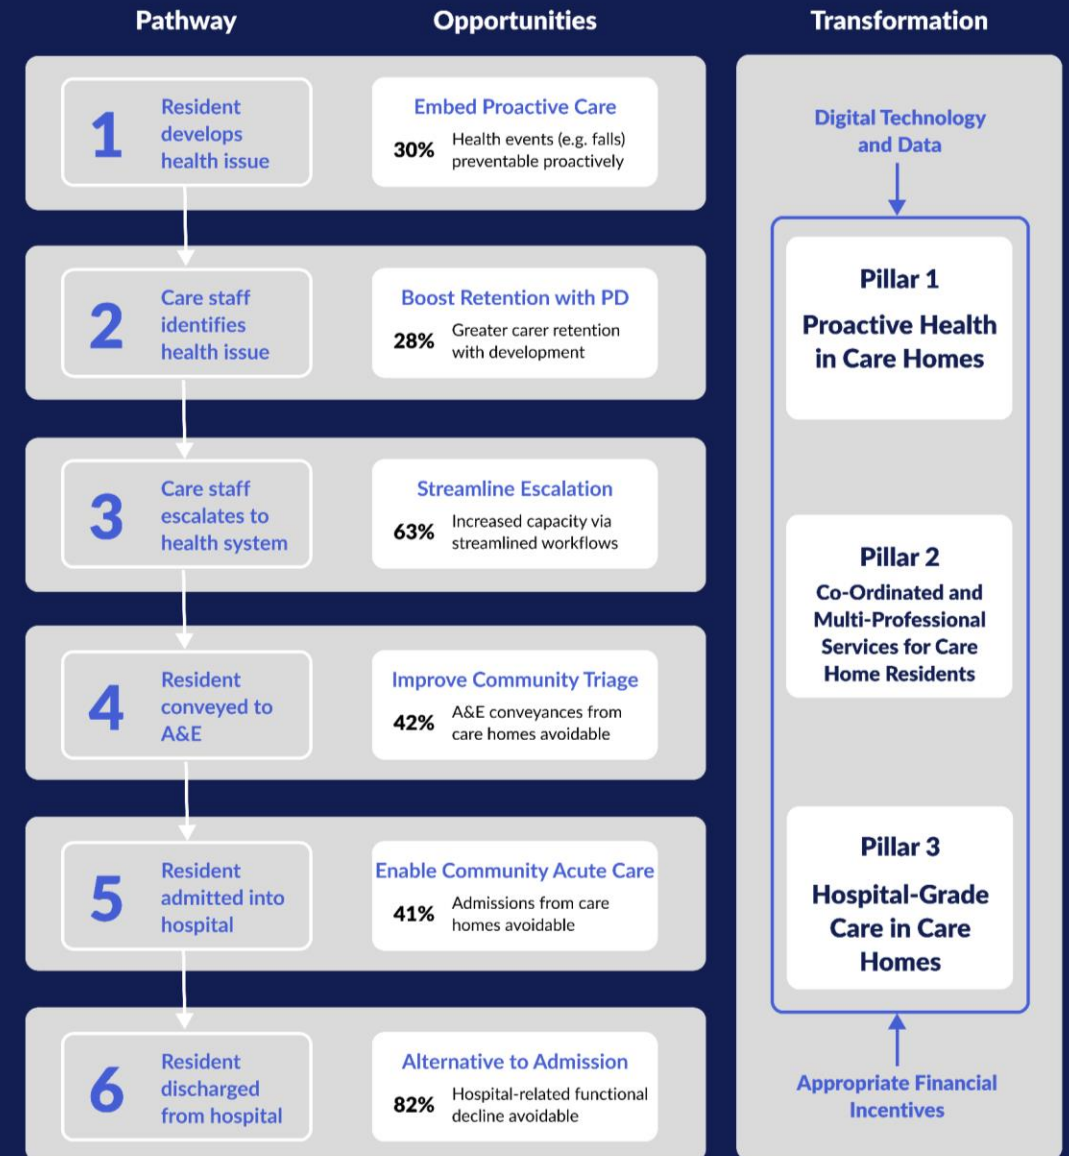 Pathway
Opportunities
Transformation
1
Resident
develops
health issue
Embed Proactive Care
30%
Health events (e.g. falls)
preventable proactively
2
Care staff
identifies
health issue
Boost Retention with PD
28%
Greater carer retention
with development
3
Care staff
escalates to
health system
Streamline Escalation
63%
Increased capacity via
streamlined workflows
4
Resident
conveyed to
A&E
Improve Community Triage
42%
A&E conveyances from
care homes avoidable
5
Resident
admitted into
hospital
Enable Community Acute Care
41%
Admissions from care
homes avoidable
6
Resident
discharged
from hospital
Alternative to Admission
82%
Hospital-related functional
decline avoidable
Digital Technology
and Data
Pillar 1
Proactive Health
in Care Homes
Pillar 2
Co-Ordinated and
Multi-Professional
Services for Care
Home Residents
Pillar 3
Hospital-Grade
Care in Care
Homes
Appropriate Financial
Incentives